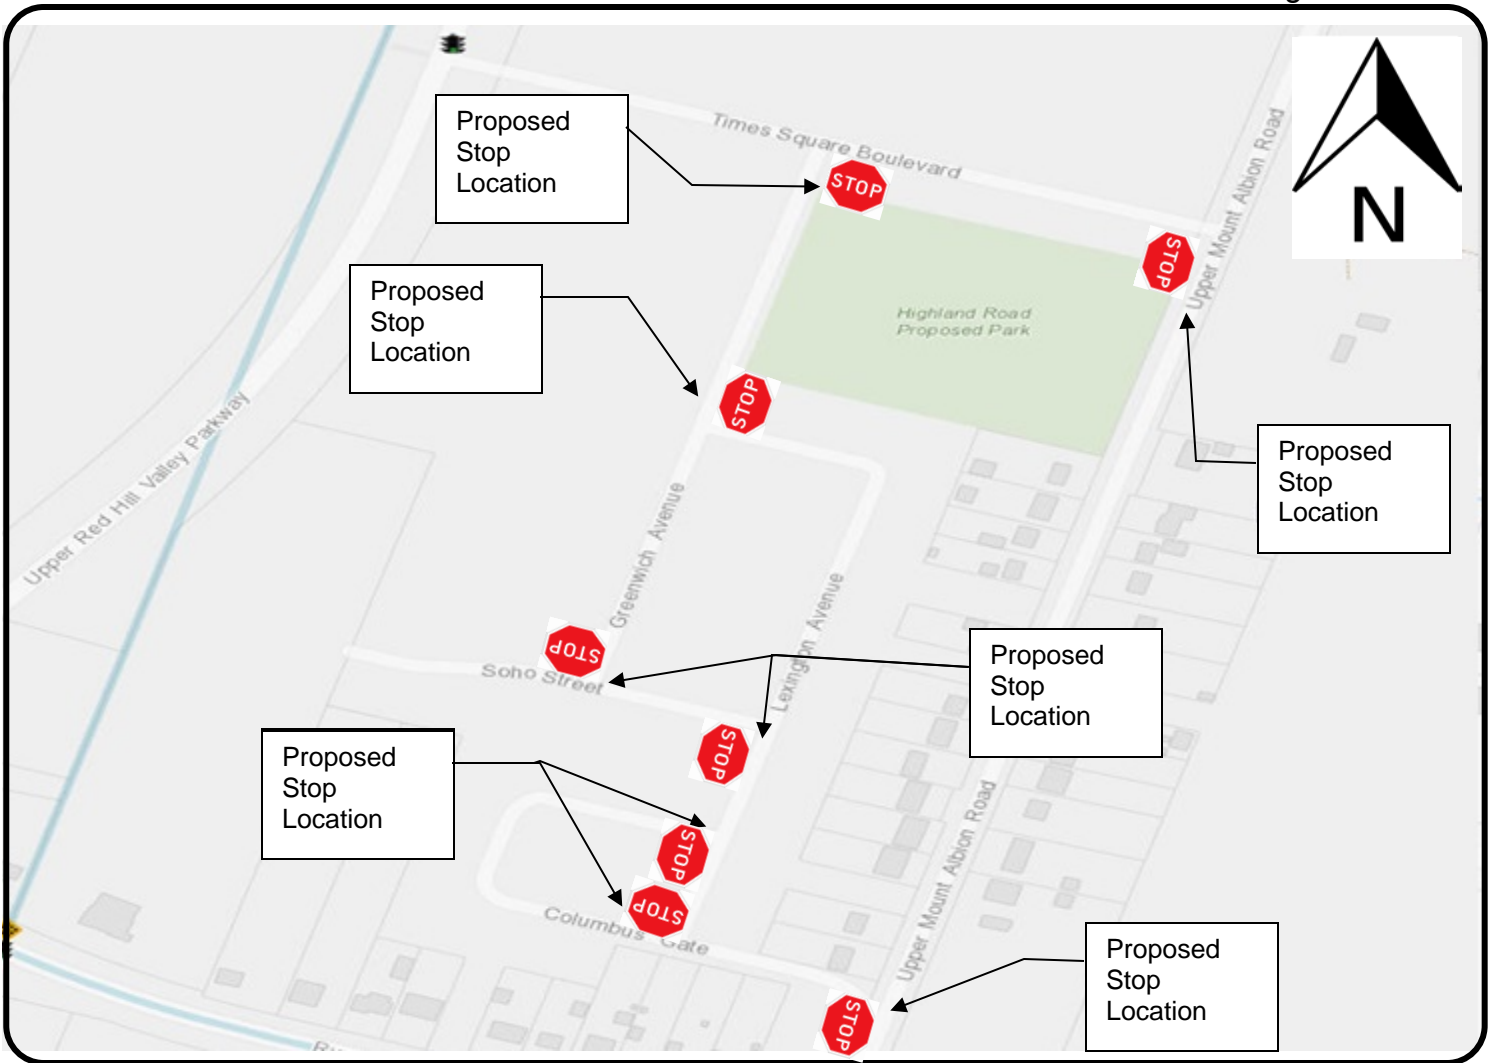 Proposed
Stop
Location
Times Square Boulevard
STOP
Upper Mount Albion Road
N
STOP
Proposed
Stop
Location
Highland Road
Proposed Park
STOP
Upper Red Hill Valley Parkway
Proposed
Stop
Location
Greenwich Avenue
Lexington Avenue
STOP
Soho Street
Proposed
Stop
Location
STOP
Proposed
Stop
Location
STOP
STOP
Columbus Gate
Upper Mount Albion Road
STOP
Proposed
Stop
Location